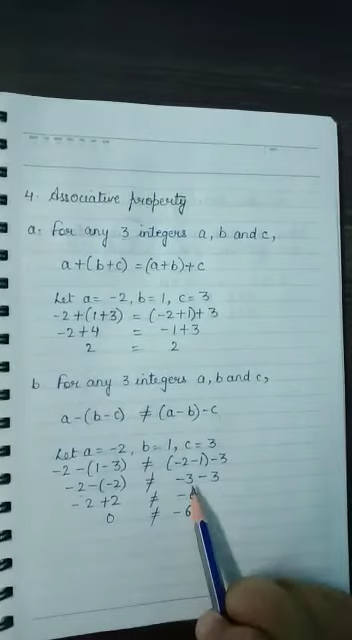 4. Associative property
a. For any 3 integers a, b and c,
a+(b+c) = (a+b)+c
Let a= -2, b= 1, c= 3
-2+(1+3) = (-2+1)+3
-2+4 = -1+3
2 = 2
b For any 3 integers a, b and c,
a-(b-c) ≠ (a-b)-c
Let a= -2, b= 1, c= 3
-2-(1-3) ≠ (-2-1)-3
-2-(-2) ≠ -3-3
-2+2 ≠
0 ≠ -6